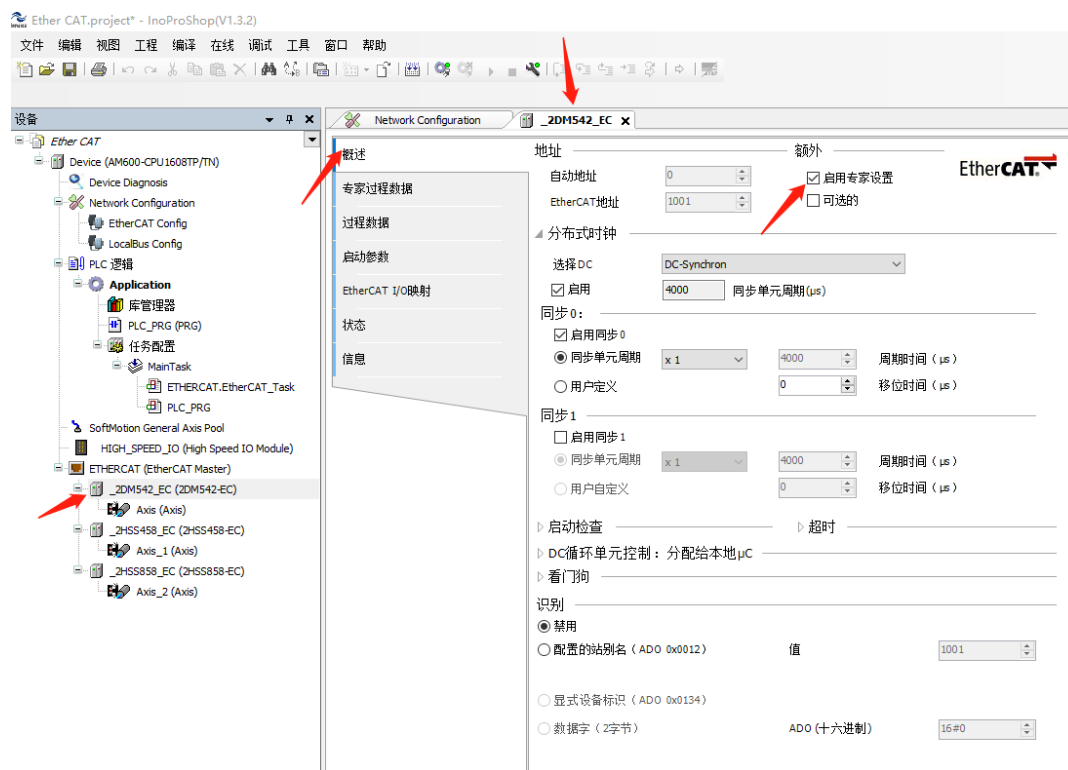 Ether CAT.project* - InoProShop(V1.3.2)
文件 编辑 视图 工程 编译 在线 调试 工具 窗口 帮助
设备
Ether CAT
Device (AM600-CPU1608TP/TN)
Device Diagnosis
Network Configuration
EtherCAT Config
LocalBus Config
PLC 逻辑
Application
库管理器
PLC_PRG (PRG)
任务配置
MainTask
ETHERCAT.EtherCAT_Task
PLC_PRG
SoftMotion General Axis Pool
HIGH_SPEED_IO (High Speed IO Module)
ETHERCAT (EtherCAT Master)
_2DM542_EC (2DM542-EC)
Axis (Axis)
_2HSS458_EC (2HSS458-EC)
Axis_1 (Axis)
_2HSS858_EC (2HSS858-EC)
Axis_2 (Axis)
Network Configuration
_2DM542_EC
概述
专家过程数据
过程数据
启动参数
EtherCAT I/O映射
状态
信息
地址
额外
EtherCAT.
自动地址 0
启用专家设置
EtherCAT地址 1001
可选的
分布式时钟
选择DC DC-Synchron
启用 4000 同步单元周期(μs)
同步0:
启用同步0
同步单元周期 x 1 4000 周期时间(μs)
用户定义 0 移位时间(μs)
同步1
启用同步1
同步单元周期 x 1 4000 周期时间(μs)
用户自定义 0 移位时间(μs)
启动检查 超时
DC循环单元控制: 分配给本地μC
看门狗
识别
禁用
配置的站别名(ADO 0x0012) 值 1001
显式设备标识(ADO 0x0134)
数据字(2字节) ADO (十六进制) 16#0